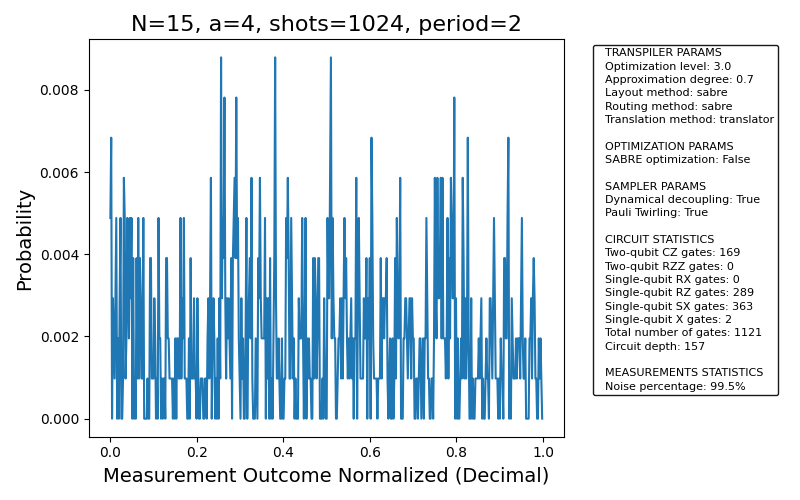 N=15, a=4, shots=1024, period=2
Probability
0.008
0.006
0.004
0.002
0.000
0.0 0.2 0.4 0.6 0.8 1.0
Measurement Outcome Normalized (Decimal)
TRANSPILER PARAMS
Optimization level: 3.0
Approximation degree: 0.7
Layout method: sabre
Routing method: sabre
Translation method: translator
OPTIMIZATION PARAMS
SABRE optimization: False
SAMPLER PARAMS
Dynamical decoupling: True
Pauli Twirling: True
CIRCUIT STATISTICS
Two-qubit CZ gates: 169
Two-qubit RZZ gates: 0
Single-qubit RX gates: 0
Single-qubit RZ gates: 289
Single-qubit SX gates: 363
Single-qubit X gates: 2
Total number of gates: 1121
Circuit depth: 157
MEASUREMENTS STATISTICS
Noise percentage: 99.5%